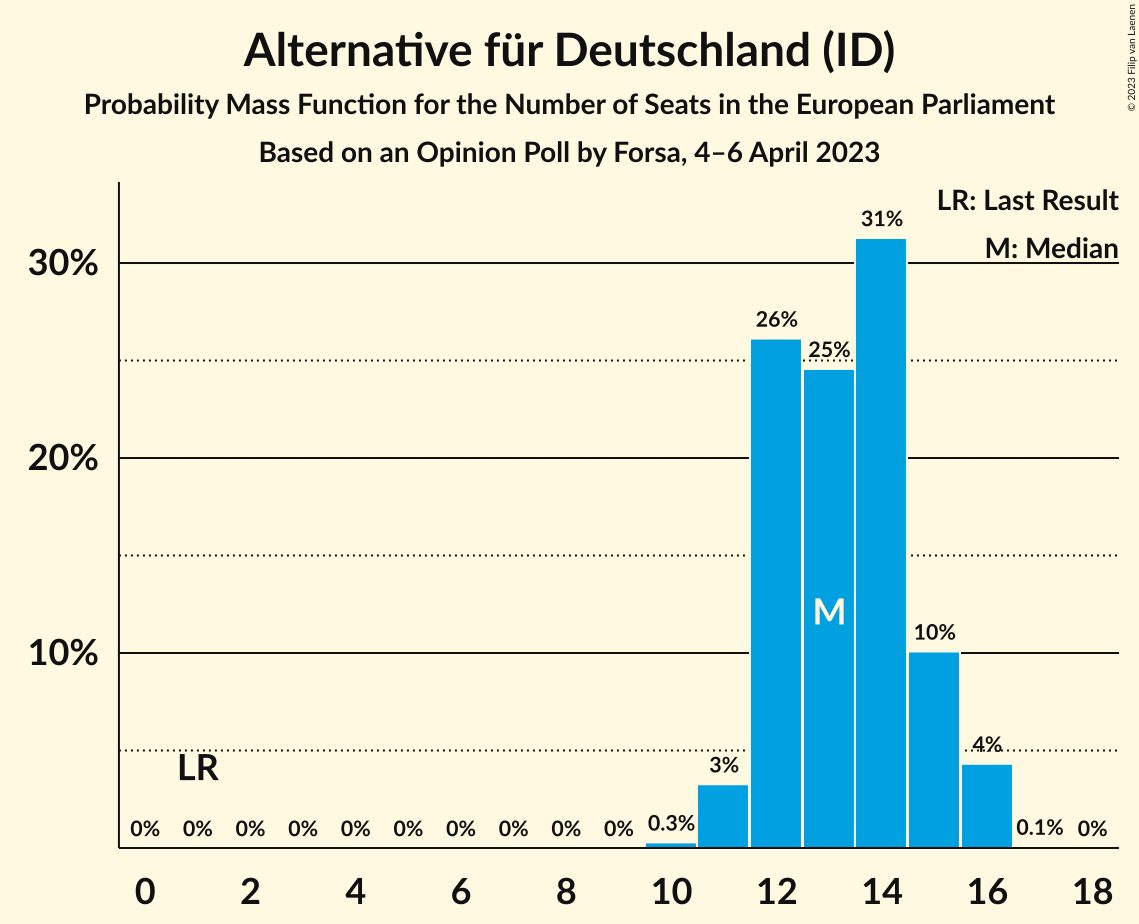 Alternative für Deutschland (ID)
Probability Mass Function for the Number of Seats in the European Parliament
Based on an Opinion Poll by Forsa, 4–6 April 2023
© 2023 Filip van Laenen
LR: Last Result
M: Median
31%
30%
26%
25%
20%
M
10%
10%
LR
4%
3%
0% 0% 0% 0% 0% 0% 0% 0% 0% 0% 0.3% 0.1% 0%
0 2 4 6 8 10 12 14 16 18